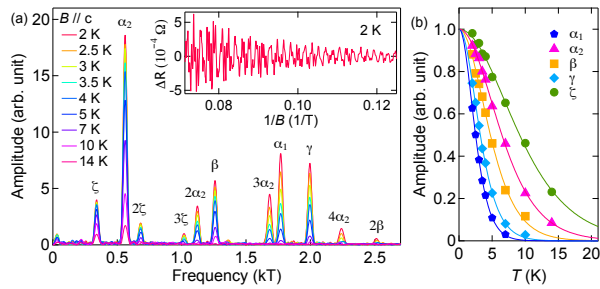 (a)
B // c
2 K
2.5 K
3 K
3.5 K
4 K
5 K
7 K
10 K
14 K
Amplitude (arb. unit)
20
15
10
5
0
0
0.5
1.0
1.5
2.0
2.5
Frequency (kT)
ζ
α₂
2ζ
3ζ
2α₂
β
3α₂
α₁
γ
4α₂
2β
2 K
ΔR (10⁻⁴ Ω)
5
0
-5
0.08
0.10
0.12
1/B (1/T)
(b)
α₁
α₂
β
γ
ζ
Amplitude (arb. unit)
1.0
0.8
0.6
0.4
0.2
0.0
0
5
10
15
20
T (K)